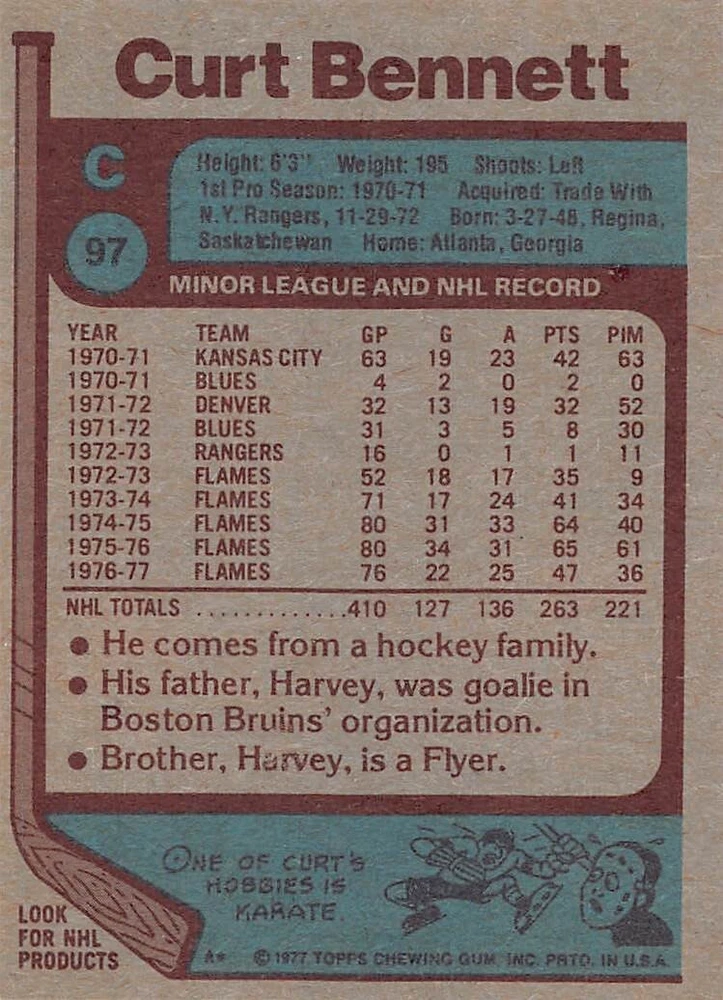 Curt Bennett
C
97
Height: 6'3" Weight: 195 Shoots: Left
1st Pro Season: 1970-71 Acquired: Trade With
N.Y. Rangers, 11-29-72 Born: 3-27-48, Regina,
Saskatchewan Home: Atlanta, Georgia
MINOR LEAGUE AND NHL RECORD
YEAR TEAM GP G A PTS PIM
1970-71 KANSAS CITY 63 19 23 42 63
1970-71 BLUES 4 2 0 2 0
1971-72 DENVER 32 13 19 32 52
1971-72 BLUES 31 3 5 8 30
1972-73 RANGERS 16 0 1 1 11
1972-73 FLAMES 52 18 17 35 9
1973-74 FLAMES 71 17 24 41 34
1974-75 FLAMES 80 31 33 64 40
1975-76 FLAMES 80 34 31 65 61
1976-77 FLAMES 76 22 25 47 36
NHL TOTALS ..............410 127 136 263 221
● He comes from a hockey family.
● His father, Harvey, was goalie in
Boston Bruins' organization.
● Brother, Harvey, is a Flyer.
ONE OF CURT'S
HOBBIES IS
KARATE.
LOOK
FOR NHL
PRODUCTS
A* © 1977 TOPPS CHEWING GUM, INC. PRTD. IN U.S.A.